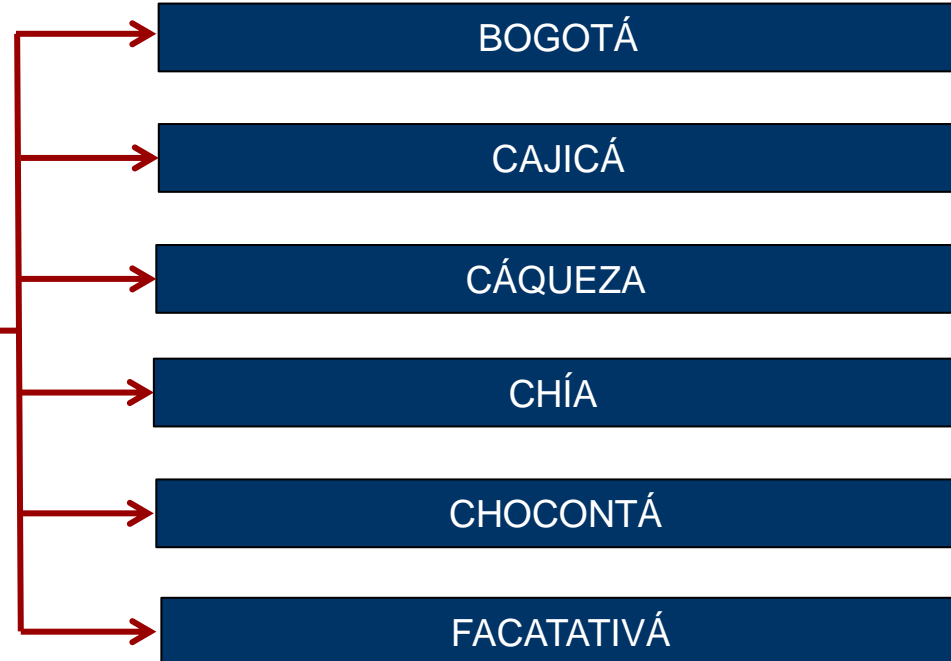 BOGOTÁ
CAJICÁ
CÁQUEZA
CHÍA
CHOCONTÁ
FACATATIVÁ